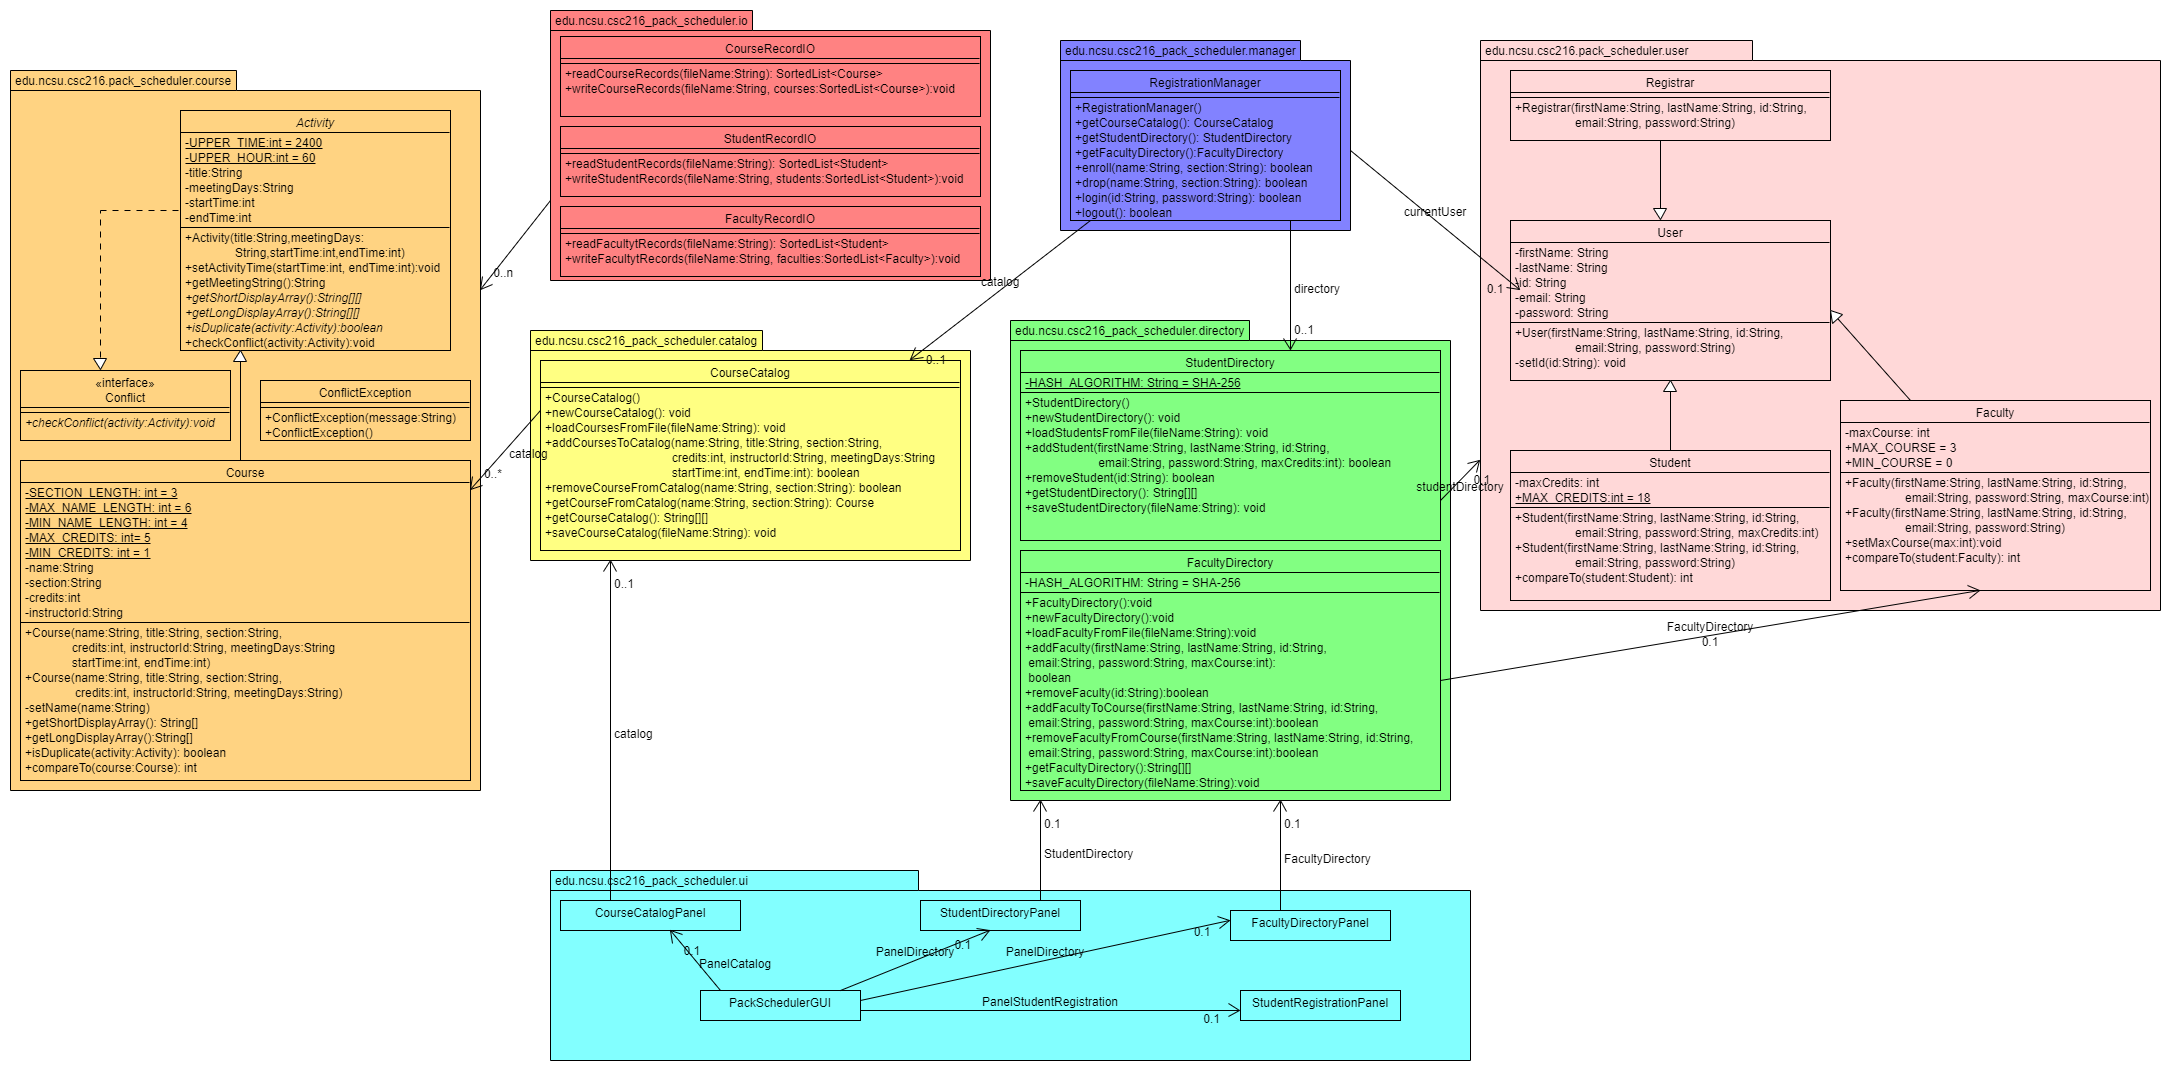 edu.ncsu.csc216.pack_scheduler.course
Activity
-UPPER_TIME:int = 2400
-UPPER_HOUR:int = 60
-title:String
-meetingDays:String
-startTime:int
-endTime:int
+Activity(title:String,meetingDays:
String,startTime:int,endTime:int)
+setActivityTime(startTime:int, endTime:int):void
+getMeetingString():String
+getShortDisplayArray():String[][]
+getLongDisplayArray():String[][]
+isDuplicate(activity:Activity):boolean
+checkConflict(activity:Activity):void
«interface»
Conflict
+checkConflict(activity:Activity):void
ConflictException
+ConflictException(message:String)
+ConflictException()
Course
-SECTION_LENGTH: int = 3
-MAX_NAME_LENGTH: int = 6
-MIN_NAME_LENGTH: int = 4
-MAX_CREDITS: int= 5
-MIN_CREDITS: int = 1
-name:String
-section:String
-credits:int
-instructorId:String
+Course(name:String, title:String, section:String,
credits:int, instructorId:String, meetingDays:String
startTime:int, endTime:int)
+Course(name:String, title:String, section:String,
credits:int, instructorId:String, meetingDays:String)
-setName(name:String)
+getShortDisplayArray(): String[]
+getLongDisplayArray():String[]
+isDuplicate(activity:Activity): boolean
+compareTo(course:Course): int
edu.ncsu.csc216_pack_scheduler.io
CourseRecordIO
+readCourseRecords(fileName:String): SortedList<Course>
+writeCourseRecords(fileName:String, courses:SortedList<Course>):void
StudentRecordIO
+readStudentRecords(fileName:String): SortedList<Student>
+writeStudentRecords(fileName:String, students:SortedList<Student>):void
FacultyRecordIO
+readFacultytRecords(fileName:String): SortedList<Student>
+writeFacultytRecords(fileName:String, faculties:SortedList<Faculty>):void
0..n
edu.ncsu.csc216_pack_scheduler.manager
RegistrationManager
+RegistrationManager()
+getCourseCatalog(): CourseCatalog
+getStudentDirectory(): StudentDirectory
+getFacultyDirectory():FacultyDirectory
+enroll(name:String, section:String): boolean
+drop(name:String, section:String): boolean
+login(id:String, password:String): boolean
+logout(): boolean
currentUser
0.1
catalog
0..1
directory
0..1
edu.ncsu.csc216.pack_scheduler.user
Registrar
+Registrar(firstName:String, lastName:String, id:String,
email:String, password:String)
User
-firstName: String
-lastName: String
-id: String
-email: String
-password: String
+User(firstName:String, lastName:String, id:String,
email:String, password:String)
-setId(id:String): void
Student
-maxCredits: int
+MAX_CREDITS:int = 18
+Student(firstName:String, lastName:String, id:String,
email:String, password:String, maxCredits:int)
+Student(firstName:String, lastName:String, id:String,
email:String, password:String)
+compareTo(student:Student): int
Faculty
-maxCourse: int
+MAX_COURSE = 3
+MIN_COURSE = 0
+Faculty(firstName:String, lastName:String, id:String,
email:String, password:String, maxCourse:int)
+Faculty(firstName:String, lastName:String, id:String,
email:String, password:String)
+setMaxCourse(max:int):void
+compareTo(student:Faculty): int
edu.ncsu.csc216_pack_scheduler.catalog
CourseCatalog
+CourseCatalog()
+newCourseCatalog(): void
+loadCoursesFromFile(fileName:String): void
+addCoursesToCatalog(name:String, title:String, section:String,
credits:int, instructorId:String, meetingDays:String
startTime:int, endTime:int): boolean
+removeCourseFromCatalog(name:String, section:String): boolean
+getCourseFromCatalog(name:String, section:String): Course
+getCourseCatalog(): String[][]
+saveCourseCatalog(fileName:String): void
catalog
0..*
edu.ncsu.csc216_pack_scheduler.directory
StudentDirectory
-HASH_ALGORITHM: String = SHA-256
+StudentDirectory()
+newStudentDirectory(): void
+loadStudentsFromFile(fileName:String): void
+addStudent(firstName:String, lastName:String, id:String,
email:String, password:String, maxCredits:int): boolean
+removeStudent(id:String): boolean
+getStudentDirectory(): String[][]
+saveStudentDirectory(fileName:String): void
studentDirectory
0.1
FacultyDirectory
-HASH_ALGORITHM: String = SHA-256
+FacultyDirectory():void
+newFacultyDirectory():void
+loadFacultyFromFile(fileName:String):void
+addFaculty(firstName:String, lastName:String, id:String,
email:String, password:String, maxCourse:int):
boolean
+removeFaculty(id:String):boolean
+addFacultyToCourse(firstName:String, lastName:String, id:String,
email:String, password:String, maxCourse:int):boolean
+removeFacultyFromCourse(firstName:String, lastName:String, id:String,
email:String, password:String, maxCourse:int):boolean
+getFacultyDirectory():String[][]
+saveFacultyDirectory(fileName:String):void
FacultyDirectory
0.1
0..1
catalog
0.1
StudentDirectory
0.1
FacultyDirectory
edu.ncsu.csc216_pack_scheduler.ui
CourseCatalogPanel
StudentDirectoryPanel
FacultyDirectoryPanel
0.1
PanelCatalog
PanelDirectory
0.1
PanelDirectory
0.1
PackSchedulerGUI
PanelStudentRegistration
0.1
StudentRegistrationPanel